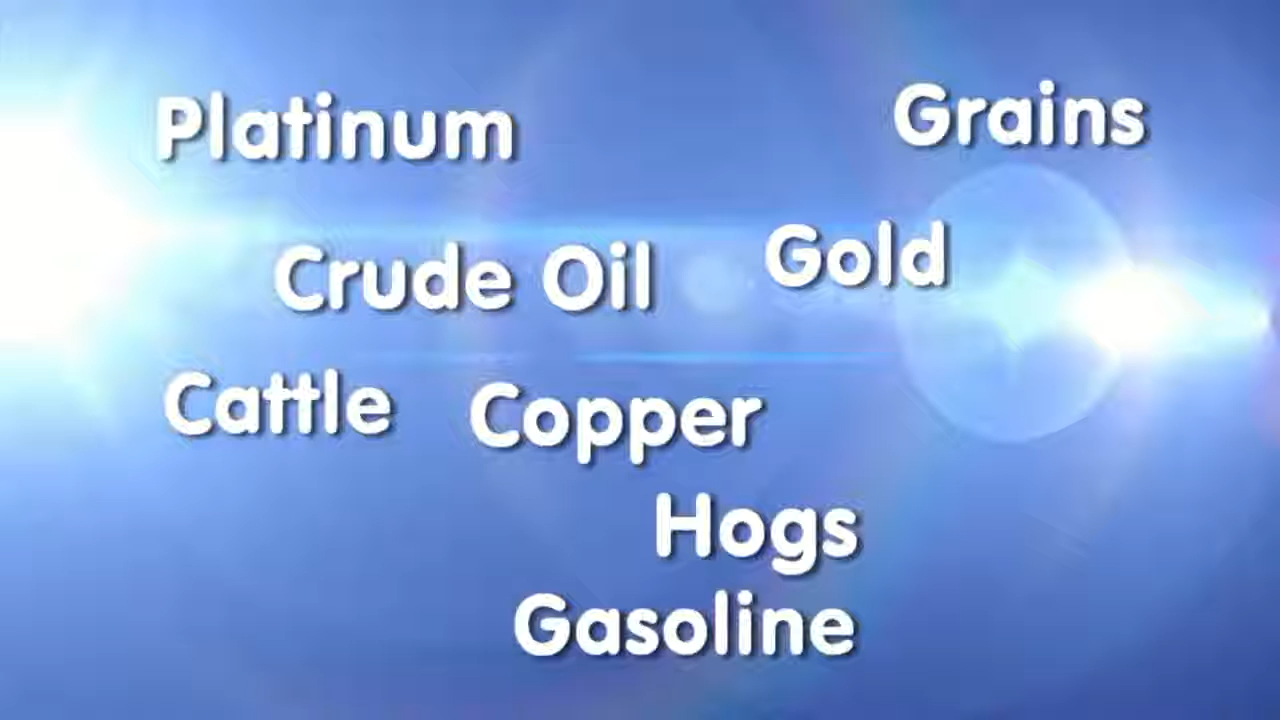 Platinum
Grains
Crude Oil
Gold
Cattle
Copper
Hogs
Gasoline